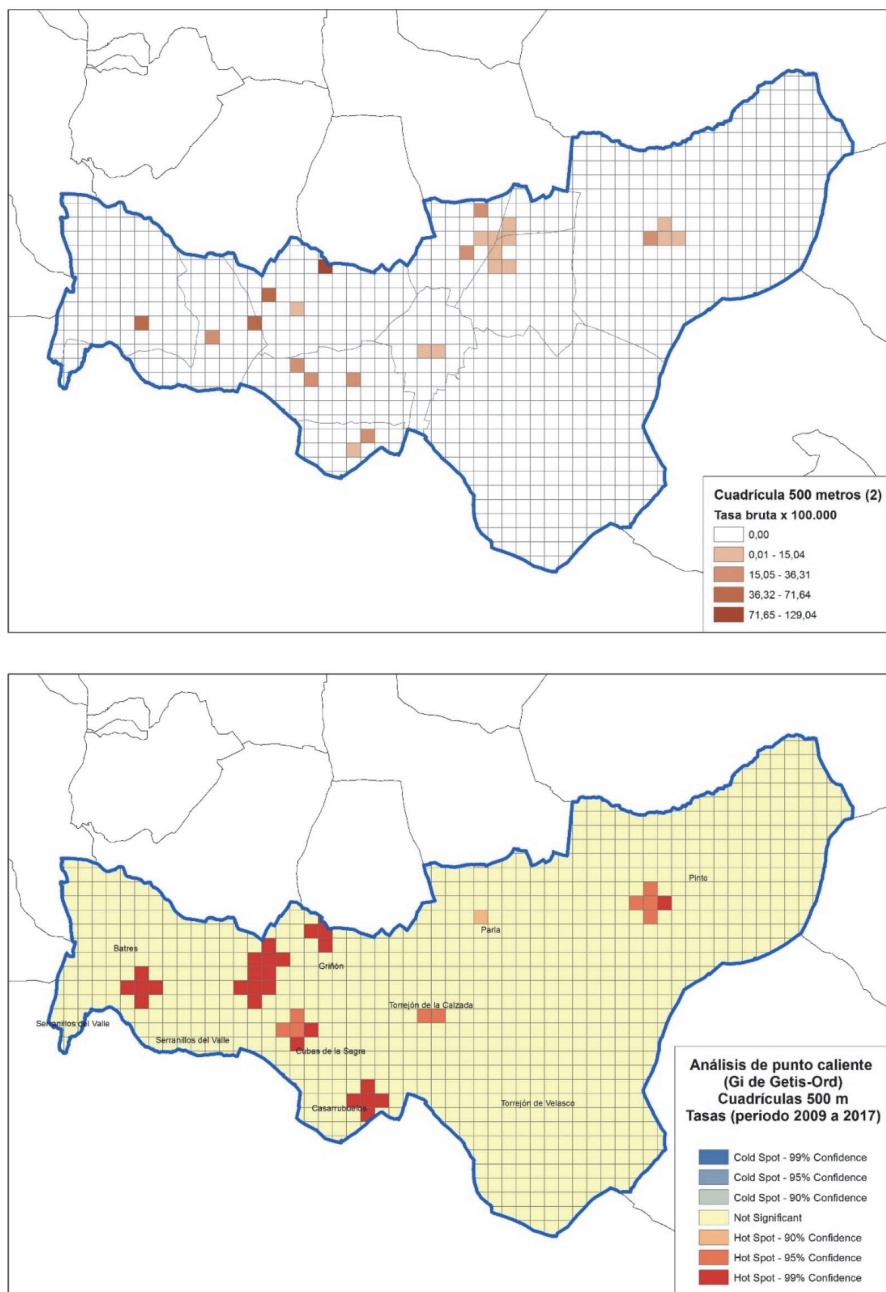 Cuadrícula 500 metros (2)
Tasa bruta x 100.000
0,00
0,01 - 15,04
15,05 - 36,31
36,32 - 71,64
71,65 - 129,04
Pinto
Parla
Batres
Griñón
Torrejón de la Calzada
Serranillos del Valle
Serranillos del Valle
Cubas de la Sagra
Casarrubuelos
Torrejón de Velasco
Análisis de punto caliente
(Gi de Getis-Ord)
Cuadrículas 500 m
Tasas (periodo 2009 a 2017)
Cold Spot - 99% Confidence
Cold Spot - 95% Confidence
Cold Spot - 90% Confidence
Not Significant
Hot Spot - 90% Confidence
Hot Spot - 95% Confidence
Hot Spot - 99% Confidence